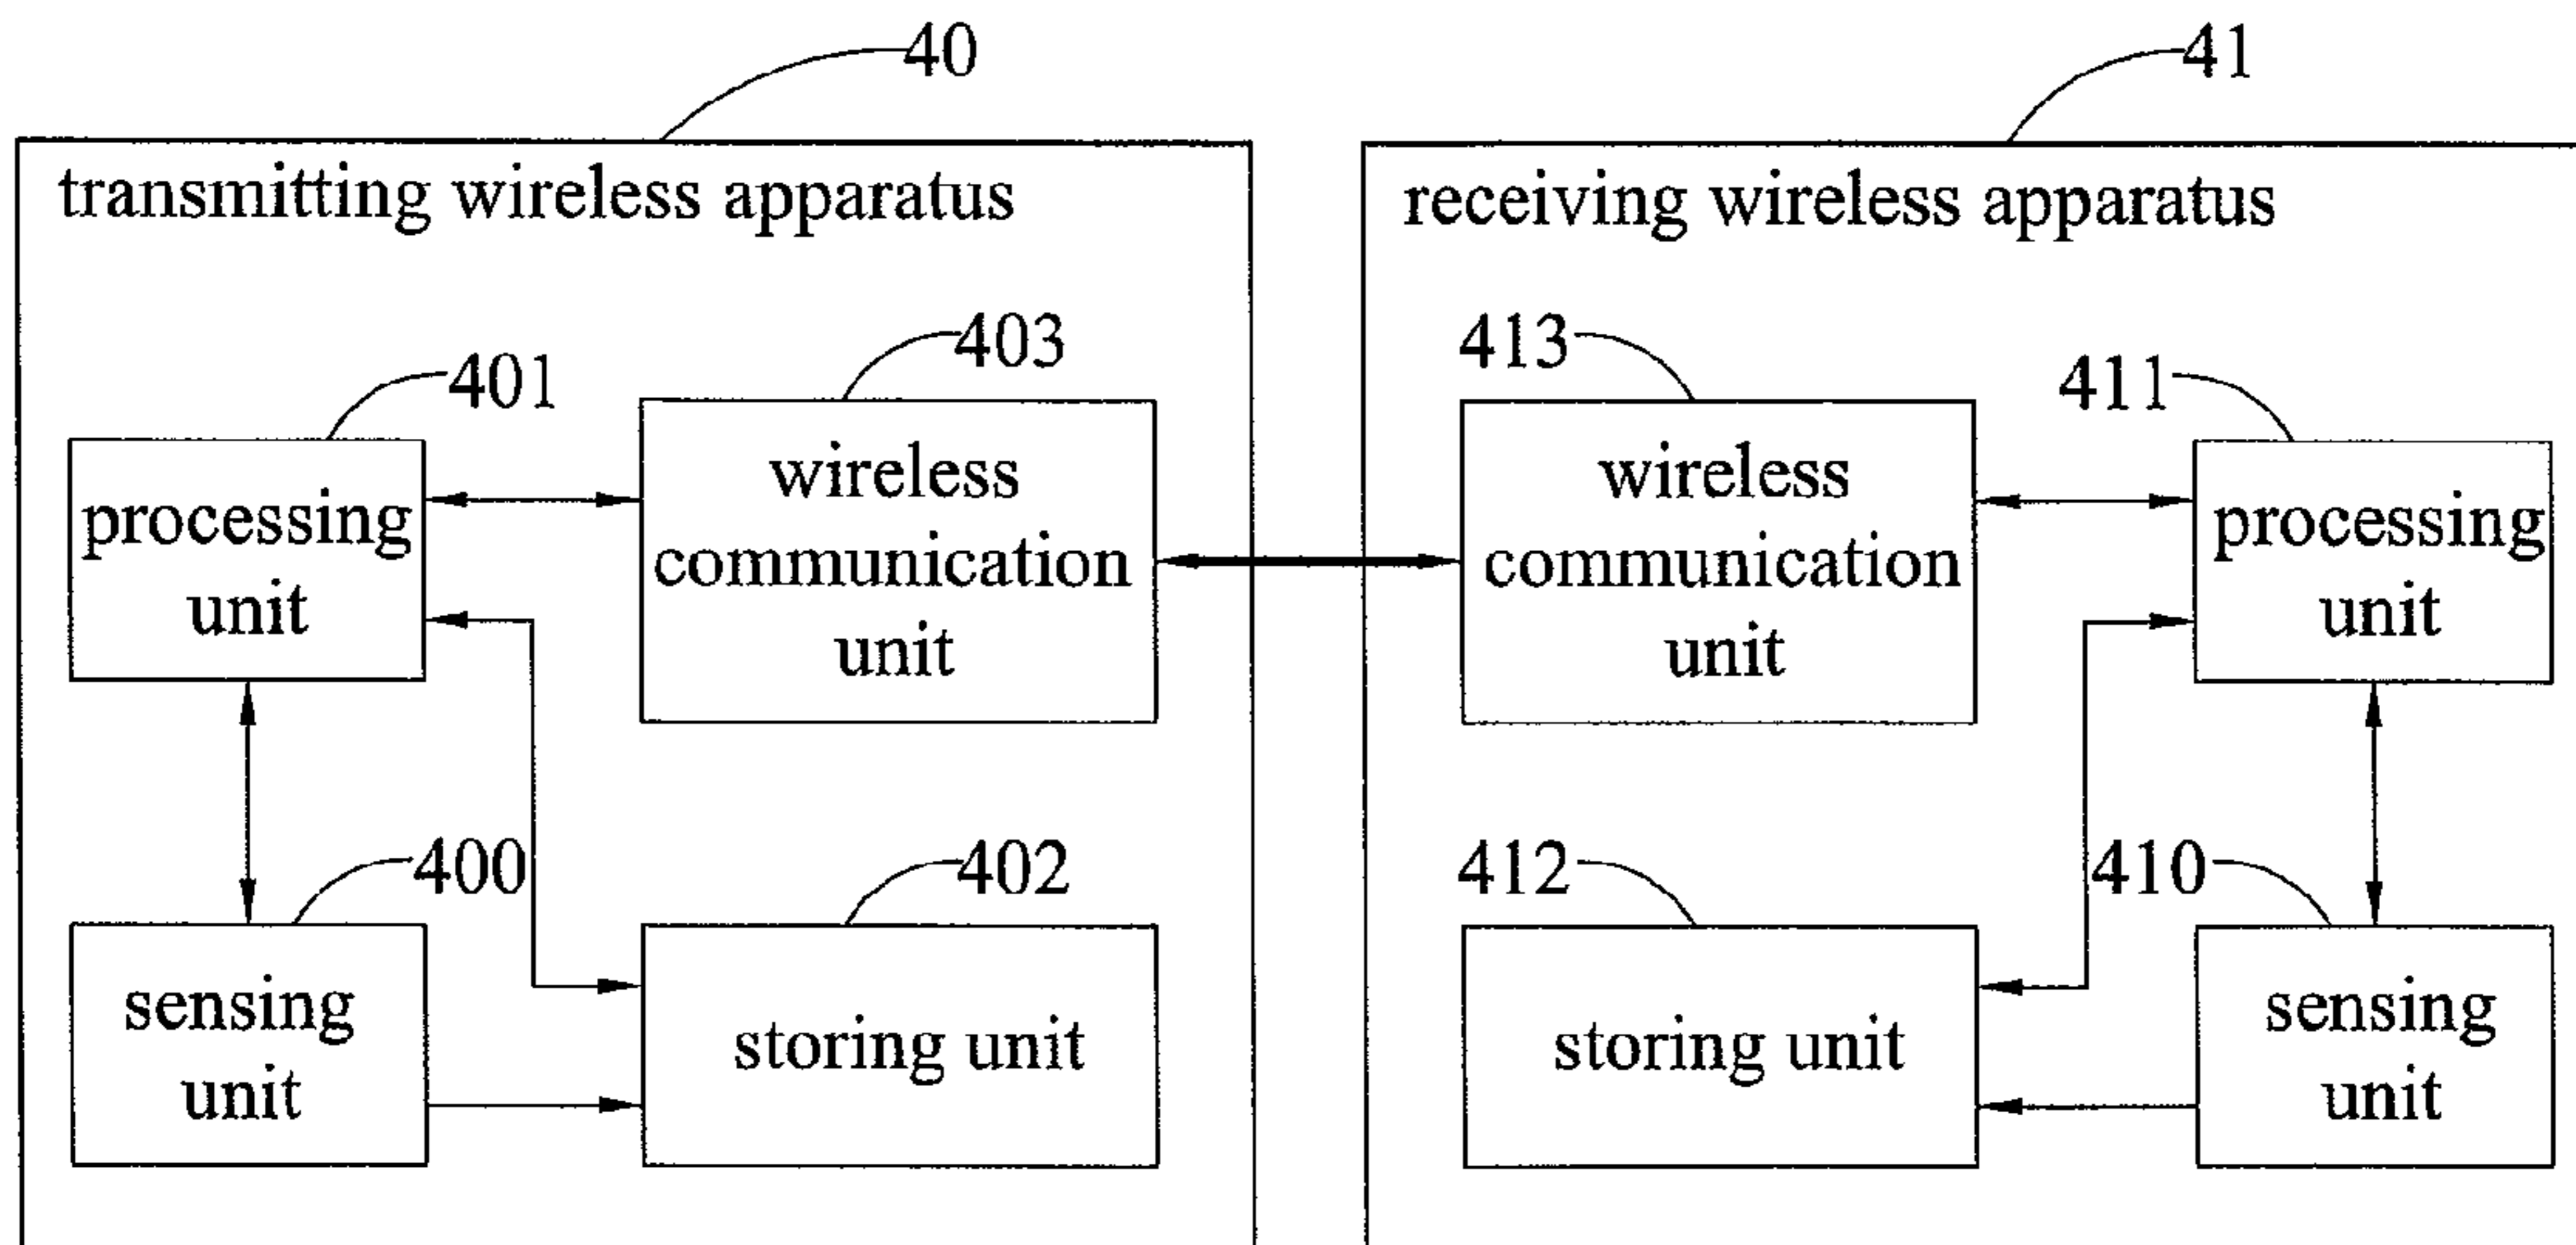 40
41
transmitting wireless apparatus
receiving wireless apparatus
403
413
401
411
processing
unit
wireless
communication
unit
wireless
communication
unit
processing
unit
400
402
412
410
sensing
unit
storing unit
storing unit
sensing
unit